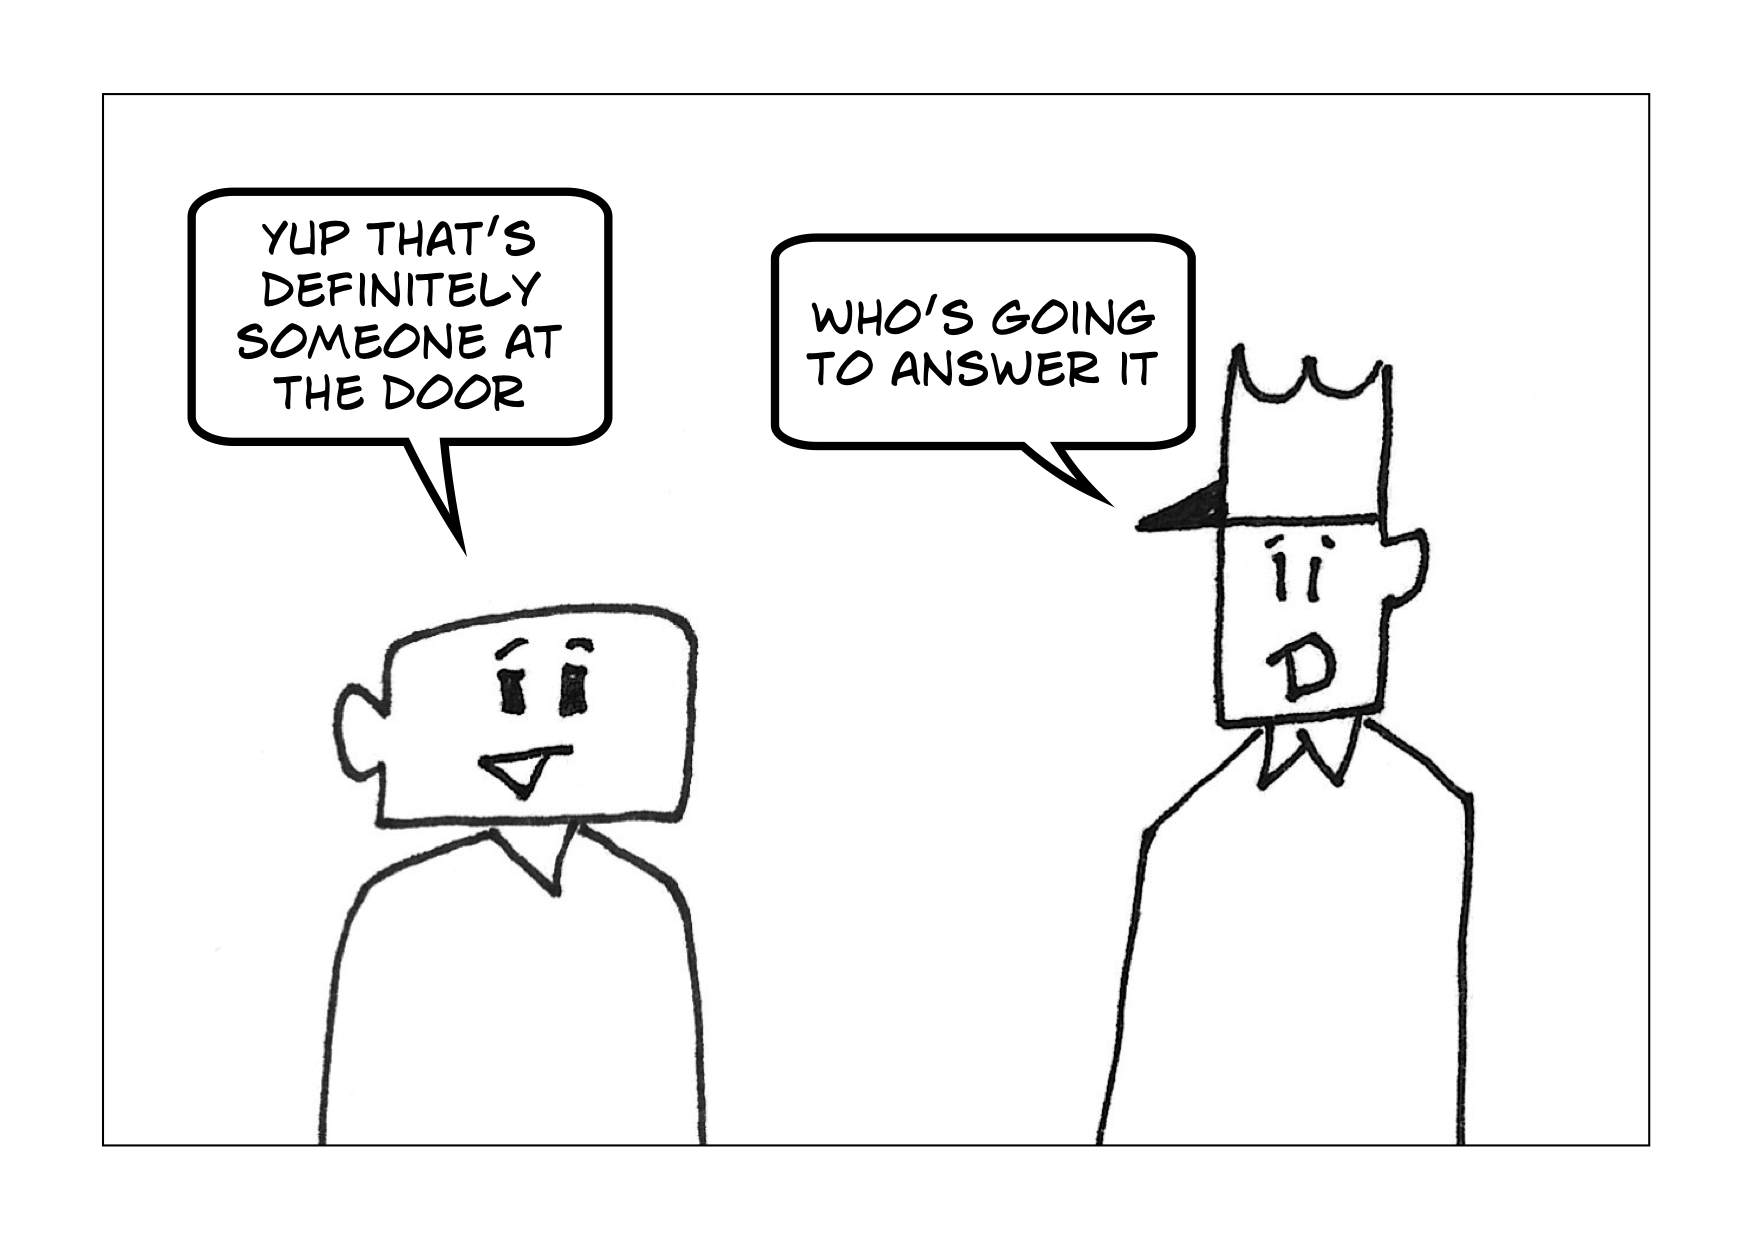 YUP THAT'S
DEFINITELY
SOMEONE AT
THE DOOR
WHO'S GOING
TO ANSWER IT